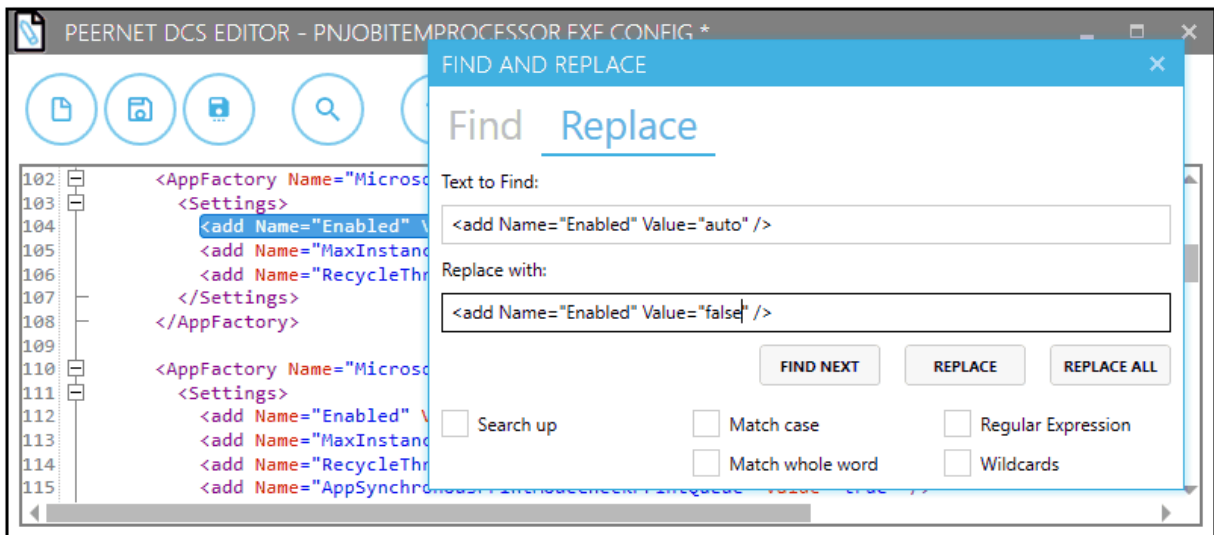 PEERNET DCS EDITOR - PNJOBITEMPROCESSOR.EXE.CONFIG *
FIND AND REPLACE
Find Replace
Text to Find:
<add Name="Enabled" Value="auto" />
Replace with:
<add Name="Enabled" Value="false" />
FIND NEXT REPLACE REPLACE ALL
Search up Match case Regular Expression
Match whole word Wildcards
102 <AppFactory Name="Microso
103 <Settings>
104 <add Name="Enabled" V
105 <add Name="MaxInstanc
106 <add Name="RecycleThr
107 </Settings>
108 </AppFactory>
109
110 <AppFactory Name="Microso
111 <Settings>
112 <add Name="Enabled" V
113 <add Name="MaxInstanc
114 <add Name="RecycleThr
115 <add Name="AppSynchronousPrintModeCheckPrintQueue" Value="true" />